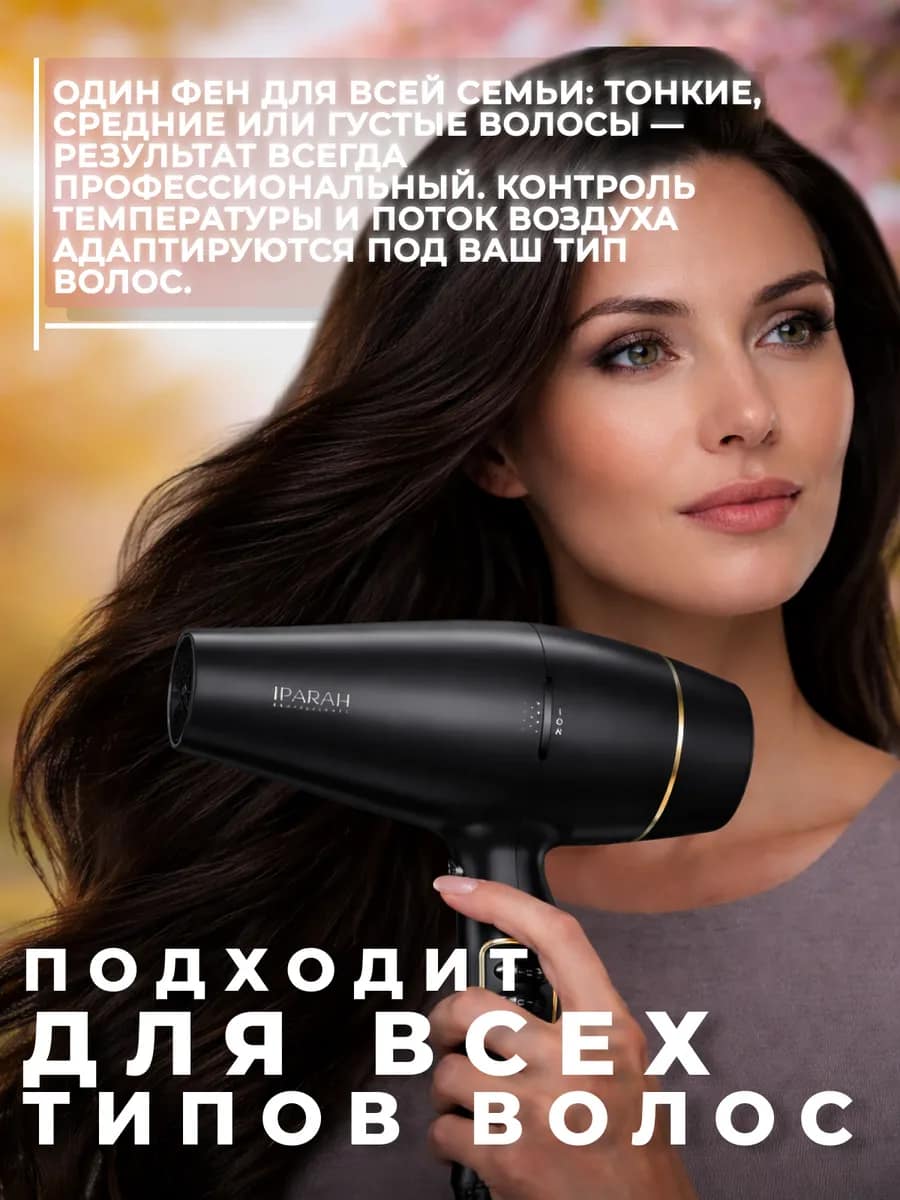 ОДИН ФЕН ДЛЯ ВСЕЙ СЕМЬИ: ТОНКИЕ,
СРЕДНИЕ ИЛИ ГУСТЫЕ ВОЛОСЫ —
РЕЗУЛЬТАТ ВСЕГДА
ПРОФЕССИОНАЛЬНЫЙ. КОНТРОЛЬ
ТЕМПЕРАТУРЫ И ПОТОК ВОЗДУХА
АДАПТИРУЮТСЯ ПОД ВАШ ТИП
ВОЛОС.
IPARAH
ION
ПОДХОДИТ
ДЛЯ ВСЕХ
ТИПОВ ВОЛОС